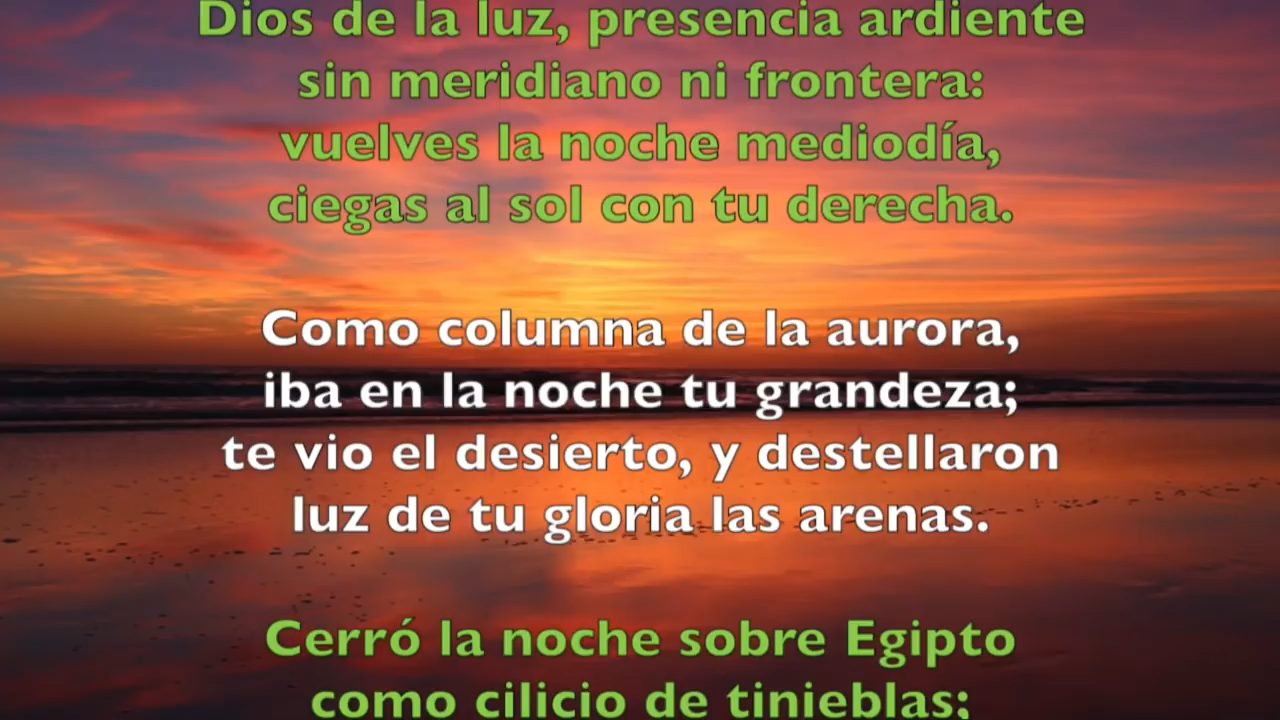 Dios de la luz, presencia ardiente
sin meridiano ni frontera:
vuelves la noche mediodía,
ciegas al sol con tu derecha.
Como columna de la aurora,
iba en la noche tu grandeza;
te vio el desierto, y destellaron
luz de tu gloria las arenas.
Cerró la noche sobre Egipto
como cilicio de tinieblas;